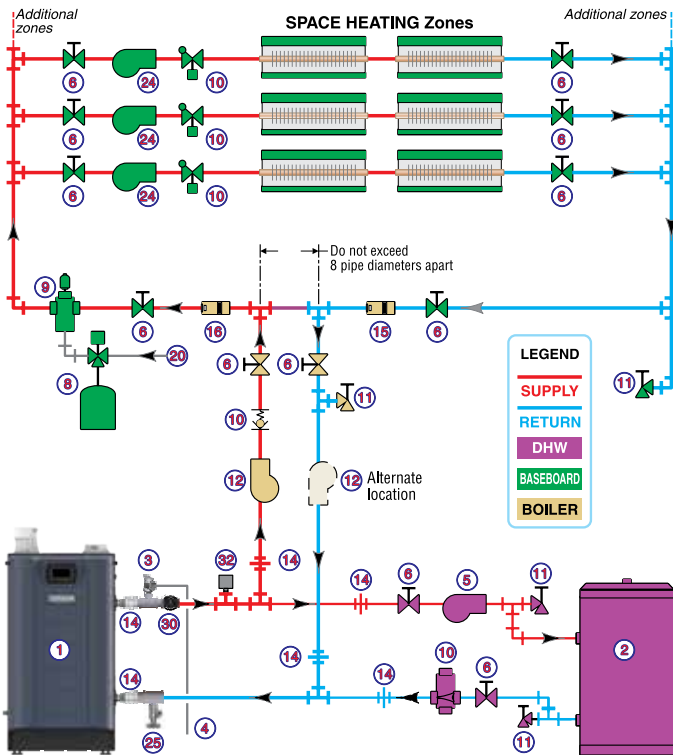 Additional zones
SPACE HEATING Zones
Additional zones
6 24 10 6
6 24 10 6
6 24 10 6
Do not exceed
8 pipe diameters apart
9
6 16 15 6
20
8
6 6
11
11
10
12
12 Alternate
location
LEGEND
SUPPLY
RETURN
DHW
BASEBOARD
BOILER
3
32
14
14
6
5
11
14
30
1
2
14
14
14
10
6
25
4
11